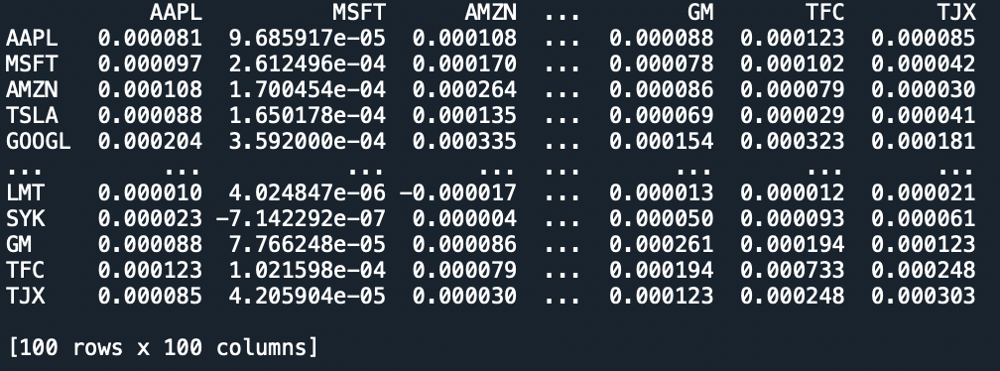 AAPL MSFT AMZN ... GM TFC TJX
AAPL 0.000081 9.685917e-05 0.000108 ... 0.000088 0.000123 0.000085
MSFT 0.000097 2.612496e-04 0.000170 ... 0.000078 0.000102 0.000042
AMZN 0.000108 1.700454e-04 0.000264 ... 0.000086 0.000079 0.000030
TSLA 0.000088 1.650178e-04 0.000135 ... 0.000069 0.000029 0.000041
GOOGL 0.000204 3.592000e-04 0.000335 ... 0.000154 0.000323 0.000181
... ... ... ... ... ... ... ...
LMT 0.000010 4.024847e-06 -0.000017 ... 0.000013 0.000012 0.000021
SYK 0.000023 -7.142292e-07 0.000004 ... 0.000050 0.000093 0.000061
GM 0.000088 7.766248e-05 0.000086 ... 0.000261 0.000194 0.000123
TFC 0.000123 1.021598e-04 0.000079 ... 0.000194 0.000733 0.000248
TJX 0.000085 4.205904e-05 0.000030 ... 0.000123 0.000248 0.000303
[100 rows x 100 columns]